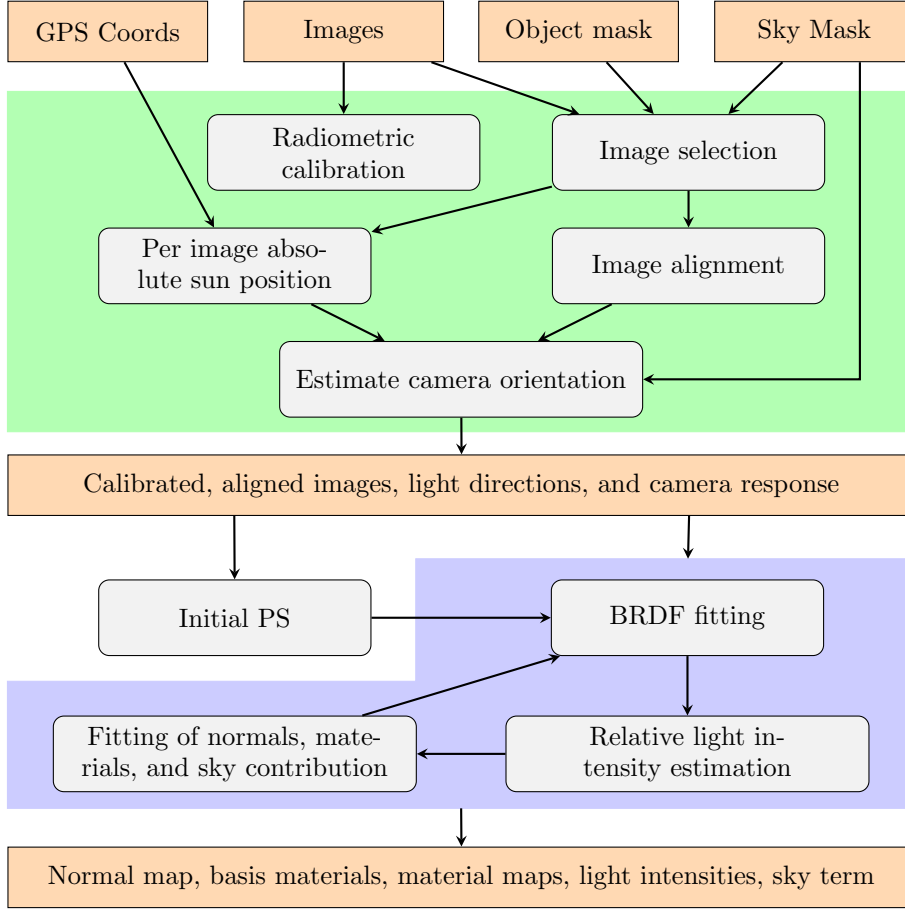 GPS Coords
Images
Object mask
Sky Mask
Radiometric
calibration
Image selection
Per image abso-
lute sun position
Image alignment
Estimate camera orientation
Calibrated, aligned images, light directions, and camera response
Initial PS
BRDF fitting
Fitting of normals, mate-
rials, and sky contribution
Relative light in-
tensity estimation
Normal map, basis materials, material maps, light intensities, sky term